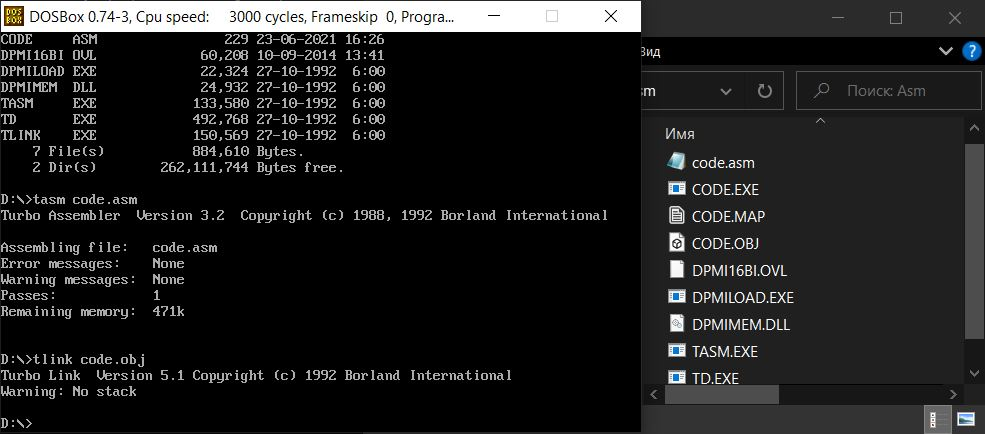 DOSBox 0.74-3, Cpu speed: 3000 cycles, Frameskip 0, Progra...
CODE ASM 229 23-06-2021 16:26
DPMI16BI OVL 60,208 10-09-2014 13:41
DPMILOAD EXE 22,324 27-10-1992 6:00
DPMIMEM DLL 24,932 27-10-1992 6:00
TASM EXE 133,580 27-10-1992 6:00
TD EXE 492,768 27-10-1992 6:00
TLINK EXE 150,569 27-10-1992 6:00
7 File(s) 884,610 Bytes.
2 Dir(s) 262,111,744 Bytes free.
D:\>tasm code.asm
Turbo Assembler Version 3.2 Copyright (c) 1988, 1992 Borland International
Assembling file: code.asm
Error messages: None
Warning messages: None
Passes: 1
Remaining memory: 471k
D:\>tlink code.obj
Turbo Link Version 5.1 Copyright (c) 1992 Borland International
Warning: No stack
D:\>
Вид
sm
Поиск: Asm
Имя
code.asm
CODE.EXE
CODE.MAP
CODE.OBJ
DPMI16BI.OVL
DPMILOAD.EXE
DPMIMEM.DLL
TASM.EXE
TD.EXE